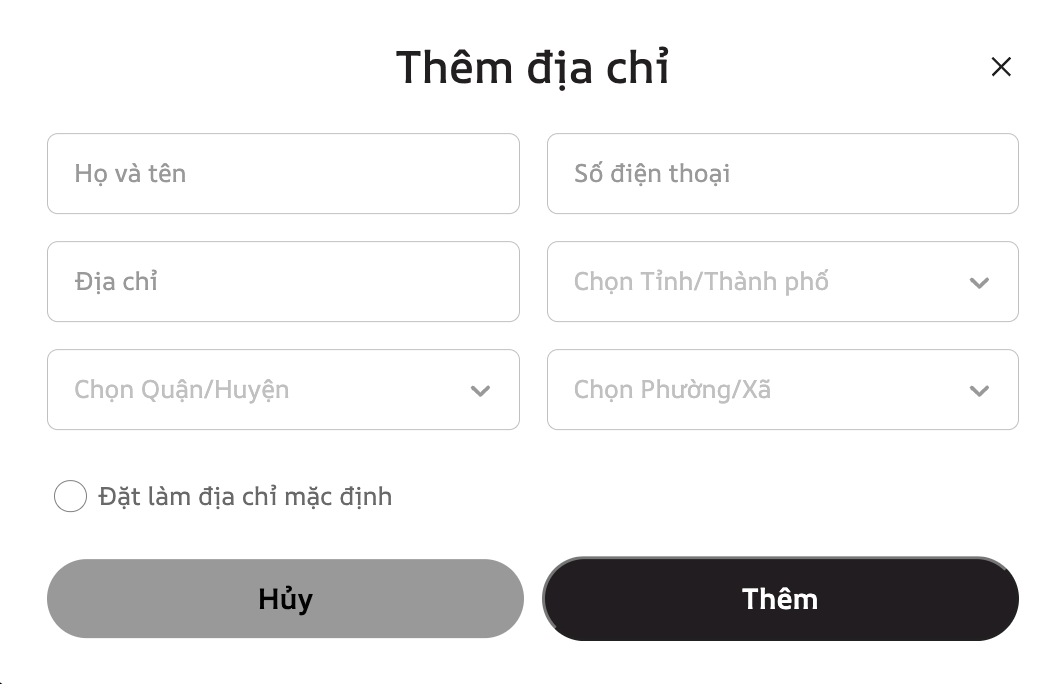 Thêm địa chỉ
Họ và tên
Số điện thoại
Địa chỉ
Chọn Tỉnh/Thành phố
Chọn Quận/Huyện
Chọn Phường/Xã
Đặt làm địa chỉ mặc định
Hủy
Thêm